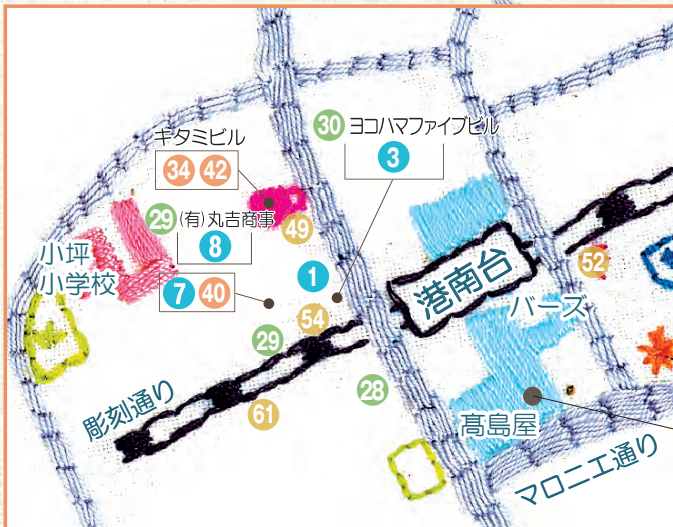 30 ヨコハマファイブビル
3
キタミビル
34 42
29 (有)丸吉商事
8
49
小坪
小学校
7 40
1
54
港南台
52
バーズ
29
28
彫刻通り
61
髙島屋
マロニエ通り